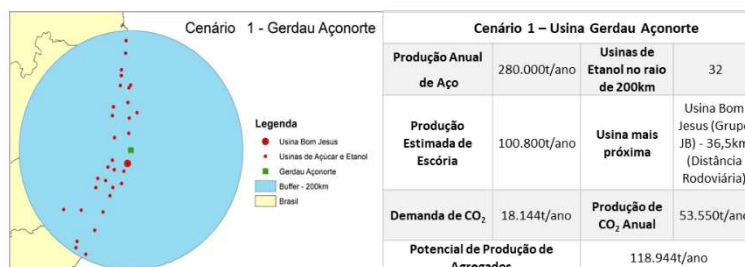 Cenário 1 - Gerdau Açonorte
Legenda
Usina Bom Jesus
Usinas de Açúcar e Etanol
Gerdau Açonorte
Buffer - 200km
Brasil
Cenário 1 – Usina Gerdau Açonorte
Produção Anual
de Aço
280.000t/ano
Usinas de
Etanol no raio
de 200km
32
Produção
Estimada de
Escória
100.800t/ano
Usina mais
próxima
Usina Bom
Jesus (Grupo
JB) - 36,5km
(Distância
Rodoviária)
Demanda de CO₂
18.144t/ano
Produção de
CO₂ Anual
53.550t/ano
Potencial de Produção de
Agregados
118.944t/ano